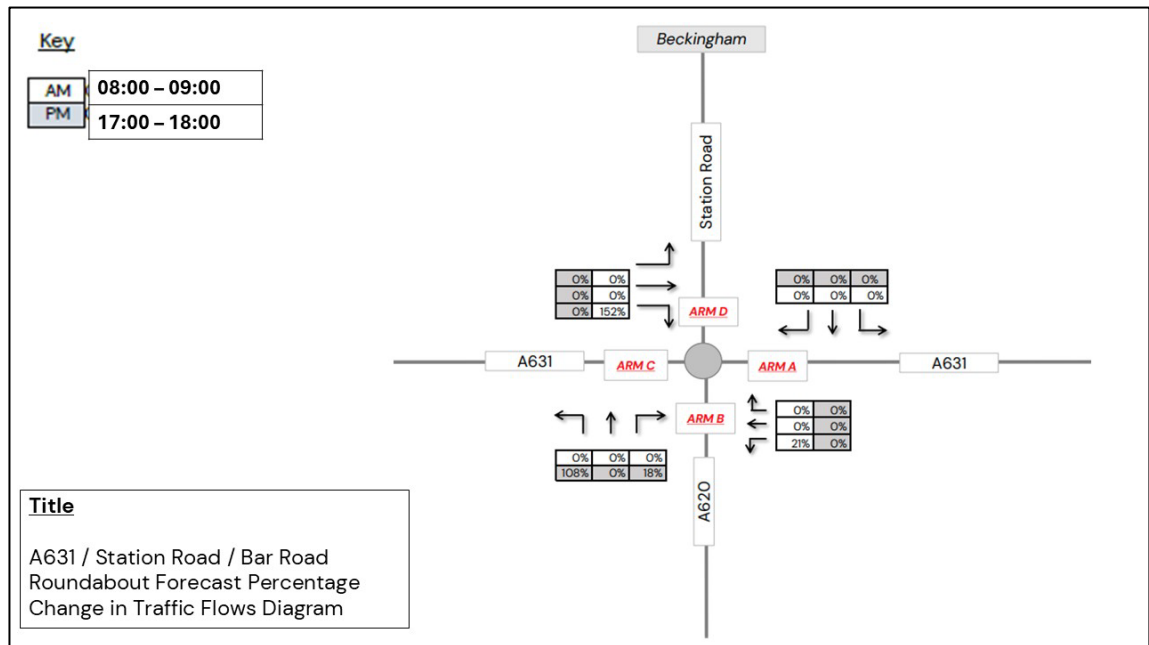 Key
AM 08:00 – 09:00
PM 17:00 – 18:00
Beckingham
Station Road
0% 0%
0% 0%
0% 152%
0% 0% 0%
0% 0% 0%
ARM D
A631
ARM C
ARM A
A631
ARM B
0% 0%
0% 0%
21% 0%
0% 0% 0%
108% 0% 18%
A620
Title
A631 / Station Road / Bar Road
Roundabout Forecast Percentage
Change in Traffic Flows Diagram